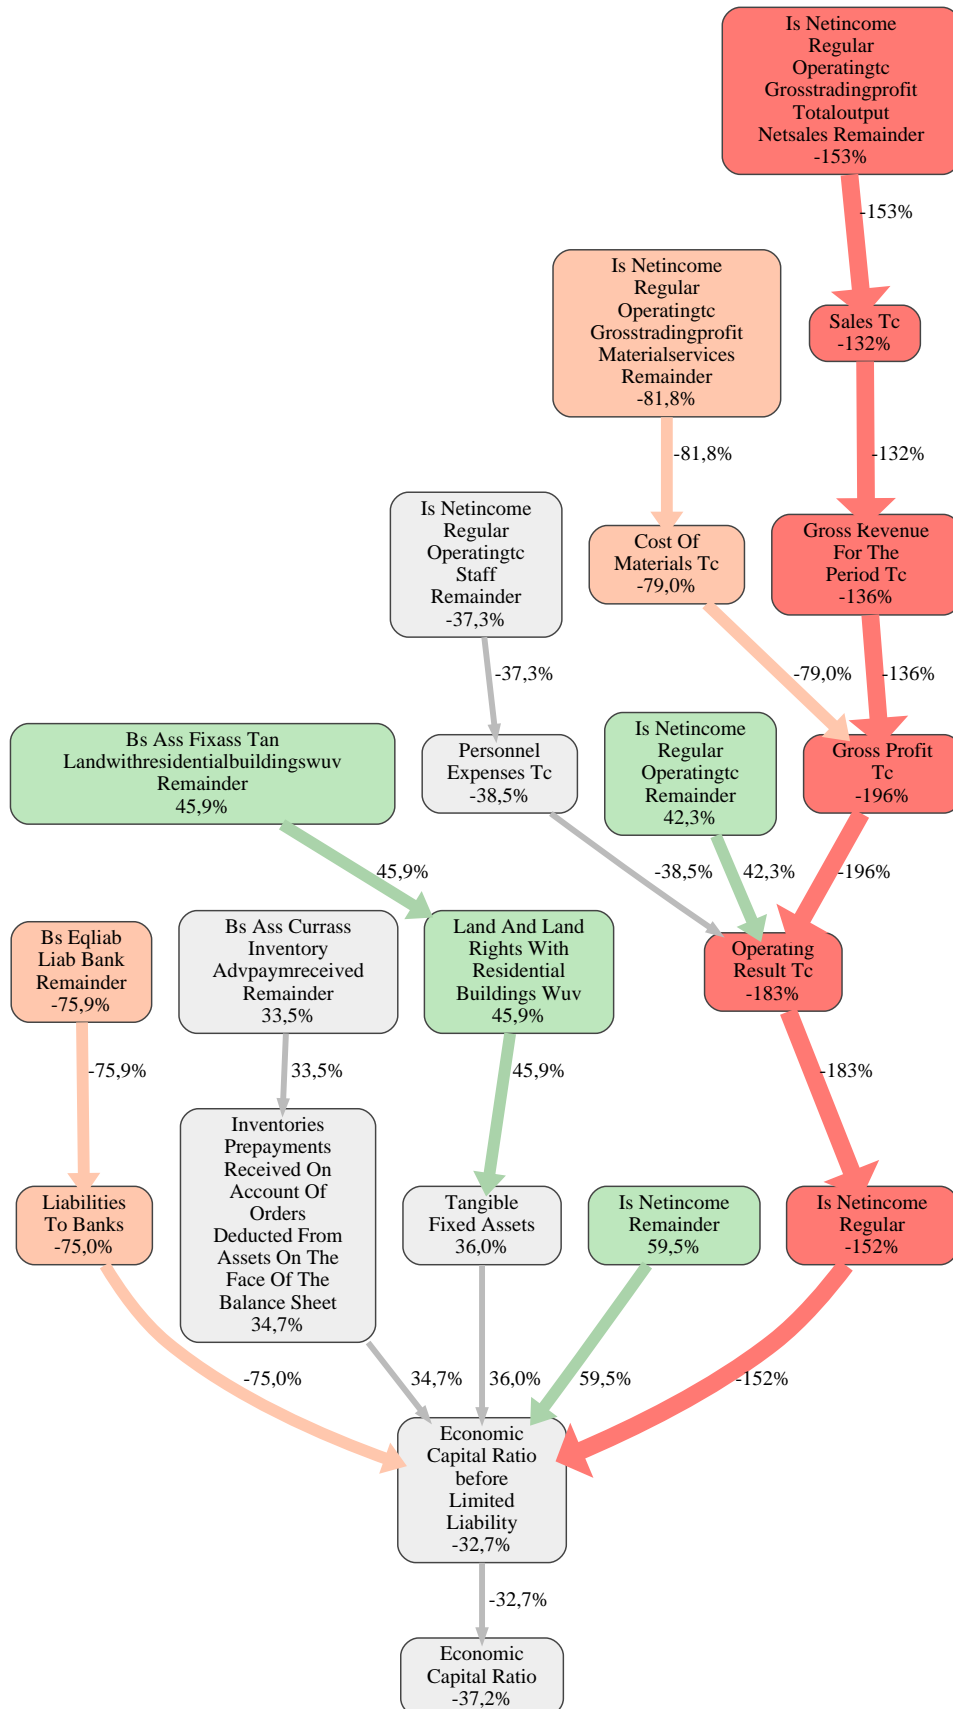 Is Netincome
Regular
Operatingtc
Grosstradingprofit
Totaloutput
Netsales Remainder
-153%
-153%
Is Netincome
Regular
Operatingtc
Grosstradingprofit
Materialservices
Remainder
-81,8%
Sales Tc
-132%
-81,8%
-132%
Is Netincome
Regular
Operatingtc
Staff
Remainder
-37,3%
Cost Of
Materials Tc
-79,0%
Gross Revenue
For The
Period Tc
-136%
-37,3%
-79,0%
-136%
Bs Ass Fixass Tan
Landwithresidentialbuildingswuv
Remainder
45,9%
Personnel
Expenses Tc
-38,5%
Is Netincome
Regular
Operatingtc
Remainder
42,3%
Gross Profit
Tc
-196%
45,9%
-38,5%
42,3%
-196%
Bs Eqliab
Liab Bank
Remainder
-75,9%
Bs Ass Currass
Inventory
Advpaymreceived
Remainder
33,5%
Land And Land
Rights With
Residential
Buildings Wuv
45,9%
Operating
Result Tc
-183%
-75,9%
33,5%
45,9%
-183%
Liabilities
To Banks
-75,0%
Inventories
Prepayments
Received On
Account Of
Orders
Deducted From
Assets On The
Face Of The
Balance Sheet
34,7%
Tangible
Fixed Assets
36,0%
Is Netincome
Remainder
59,5%
Is Netincome
Regular
-152%
-75,0%
34,7%
36,0%
59,5%
-152%
Economic
Capital Ratio
before
Limited
Liability
-32,7%
-32,7%
Economic
Capital Ratio
-37,2%